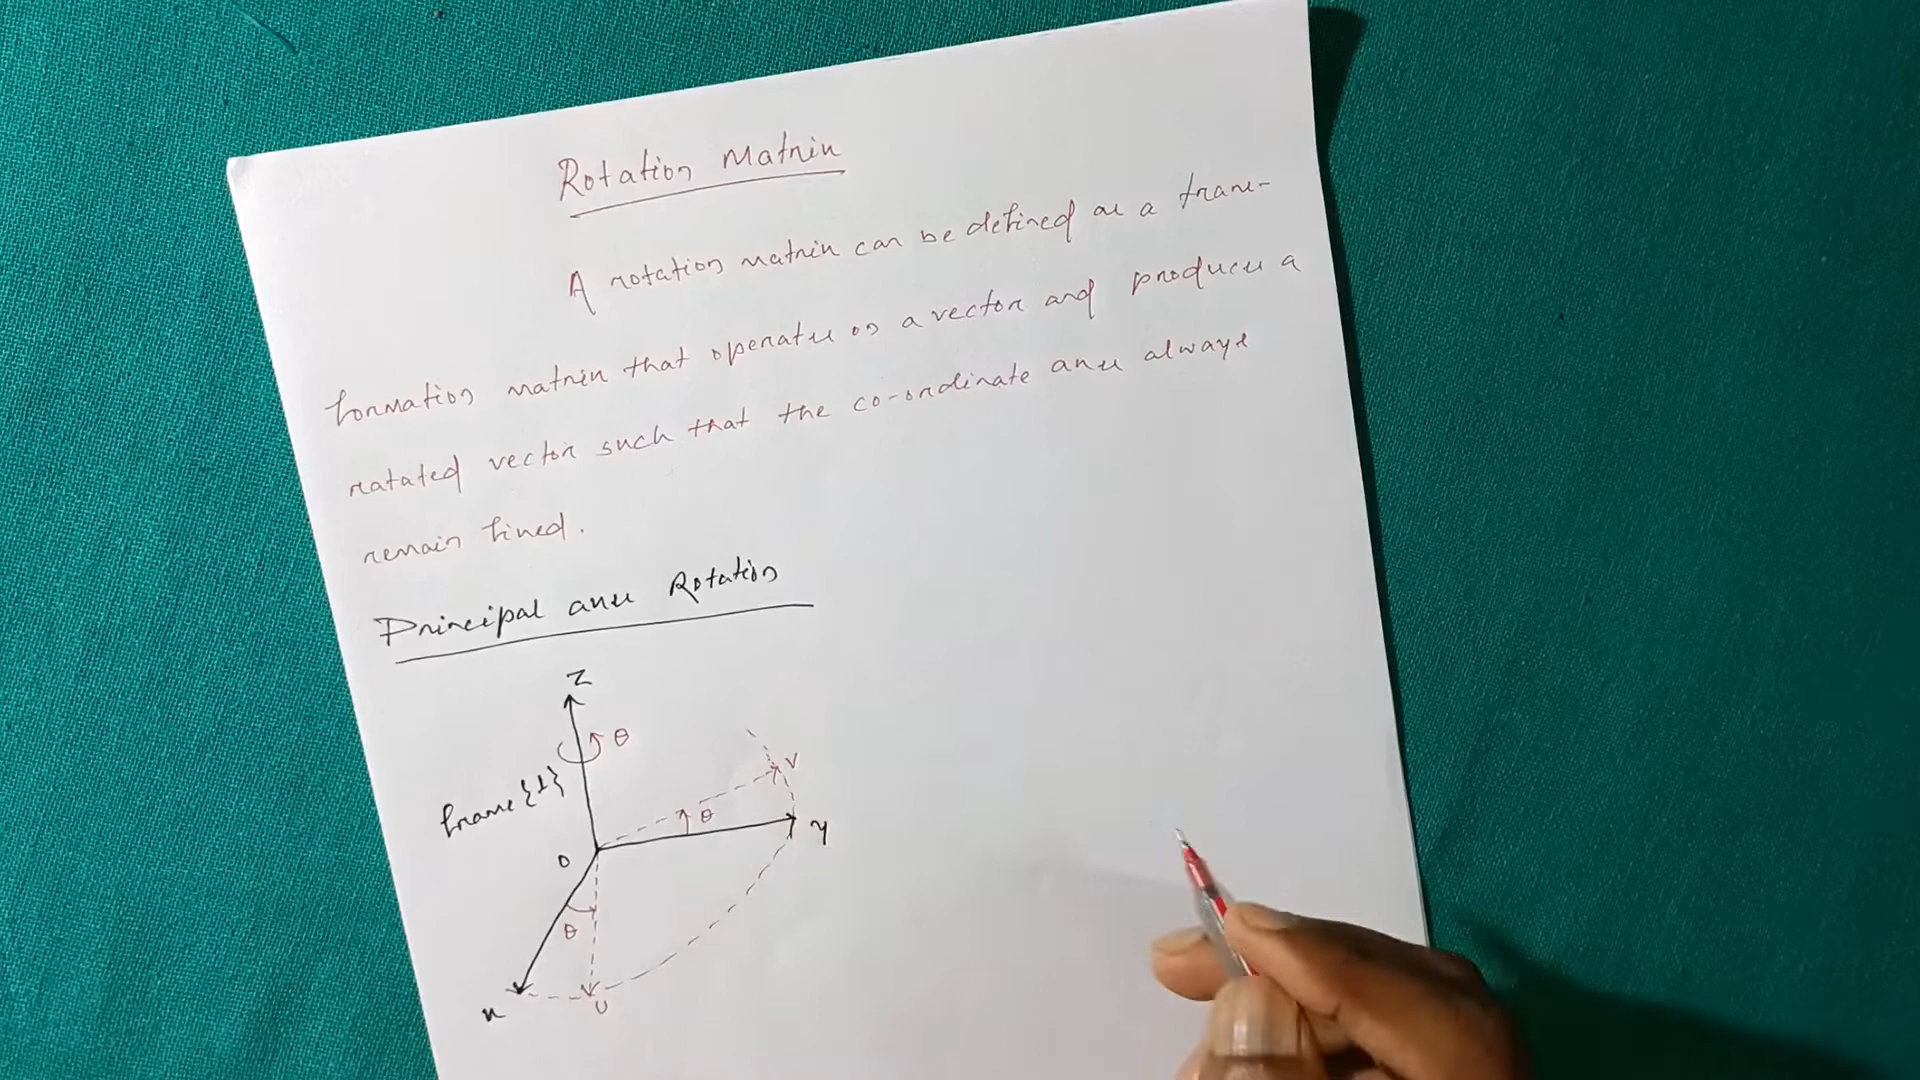 Rotation Matrix
A rotation matrix can be defined as a trans-
formation matrix that operates on a vector and produces a
ratated vector such that the co-ordinate axes always
remain fixed.
Principal axes Rotation
Z
θ
frame {1}
V
θ
y
O
θ
x
U